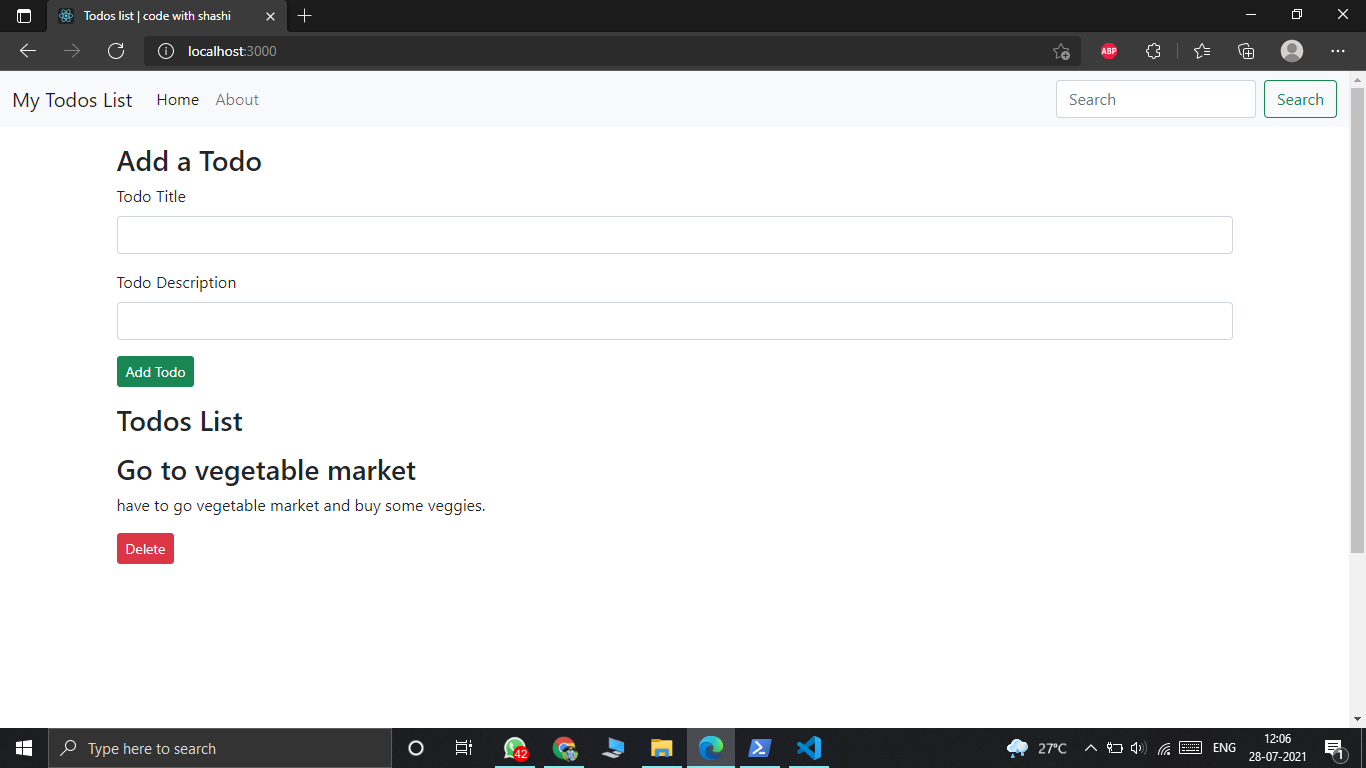 Todos list | code with shashi
localhost:3000
ABP
My Todos List Home About Search Search
Add a Todo
Todo Title
Todo Description
Add Todo
Todos List
Go to vegetable market
have to go vegetable market and buy some veggies.
Delete
Type here to search
42
27°C
ENG
12:06
28-07-2021
1